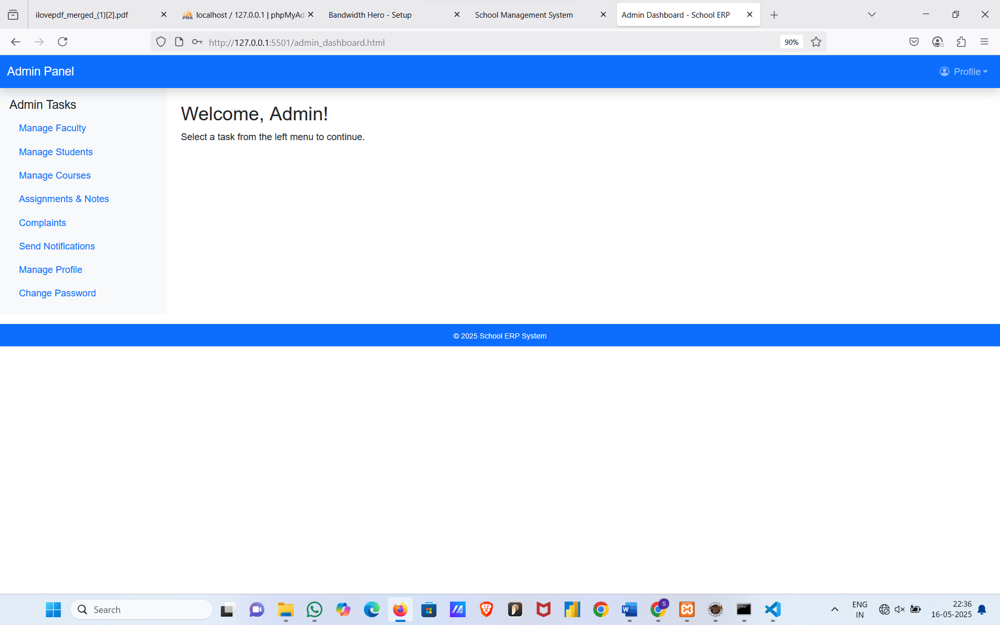 ilovepdf_merged_(1)[2].pdf
localhost / 127.0.0.1 | phpMyAd
Bandwidth Hero - Setup
School Management System
Admin Dashboard - School ERP
http://127.0.0.1:5501/admin_dashboard.html
90%
Admin Panel
Profile
Admin Tasks
Manage Faculty
Manage Students
Manage Courses
Assignments & Notes
Complaints
Send Notifications
Manage Profile
Change Password
Welcome, Admin!
Select a task from the left menu to continue.
© 2025 School ERP System
Search
ENG
IN
22:36
16-05-2025